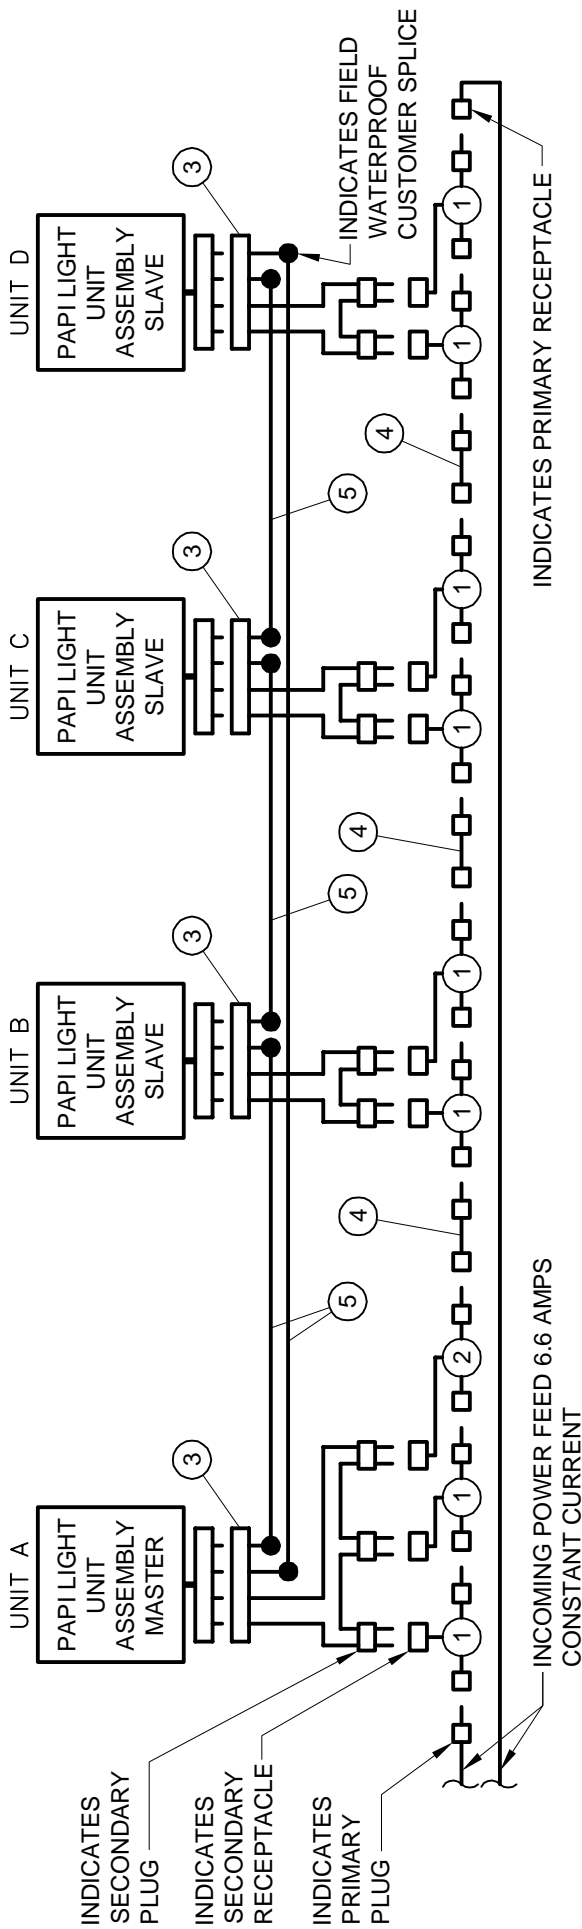 UNIT A
PAPI LIGHT
UNIT
ASSEMBLY
MASTER
UNIT B
PAPI LIGHT
UNIT
ASSEMBLY
SLAVE
UNIT C
PAPI LIGHT
UNIT
ASSEMBLY
SLAVE
UNIT D
PAPI LIGHT
UNIT
ASSEMBLY
SLAVE
3
3
3
3
5
5
5
INDICATES FIELD
WATERPROOF
CUSTOMER SPLICE
INDICATES
SECONDARY
PLUG
INDICATES
SECONDARY
RECEPTACLE
INDICATES
PRIMARY
PLUG
4
4
4
1
1
2
1
1
1
1
1
1
INCOMING POWER FEED 6.6 AMPS
CONSTANT CURRENT
INDICATES PRIMARY RECEPTACLE